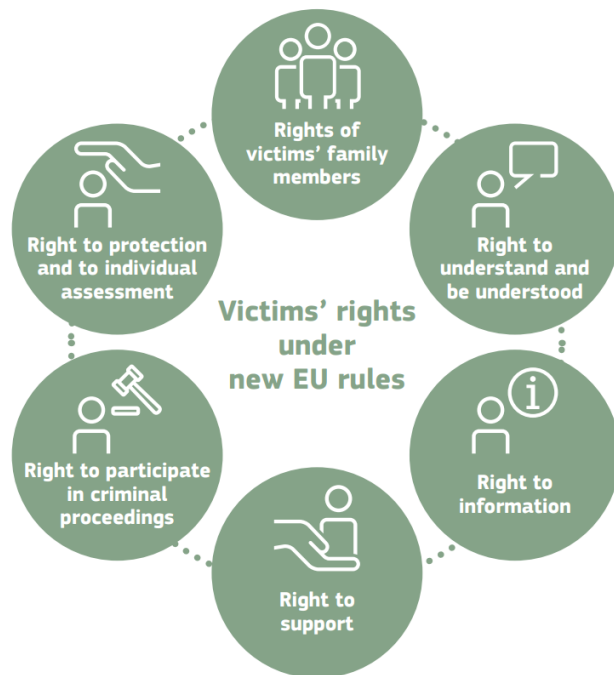 Rights of
victims' family
members
Right to
understand and
be understood
Right to
information
Right to
support
Right to participate
in criminal
proceedings
Right to protection
and to individual
assessment
Victims' rights
under
new EU rules
i